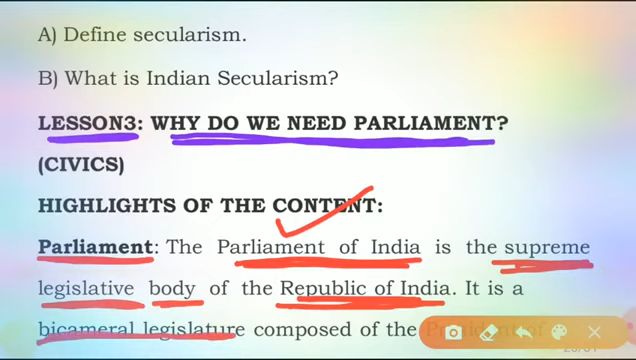 A) Define secularism.
B) What is Indian Secularism?
LESSON3: WHY DO WE NEED PARLIAMENT?
(CIVICS)
HIGHLIGHTS OF THE CONTENT:
Parliament: The Parliament of India is the supreme
legislative body of the Republic of India. It is a
bicameral legislature composed of the President of